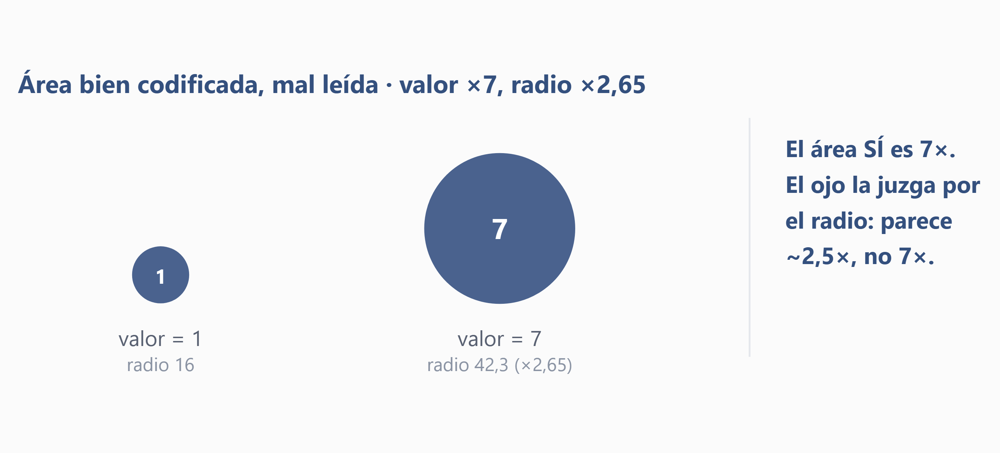 Área bien codificada, mal leída · valor ×7, radio ×2,65
1
valor = 1
radio 16
7
valor = 7
radio 42,3 (×2,65)
El área SÍ es 7×.
El ojo la juzga por
el radio: parece
~2,5×, no 7×.